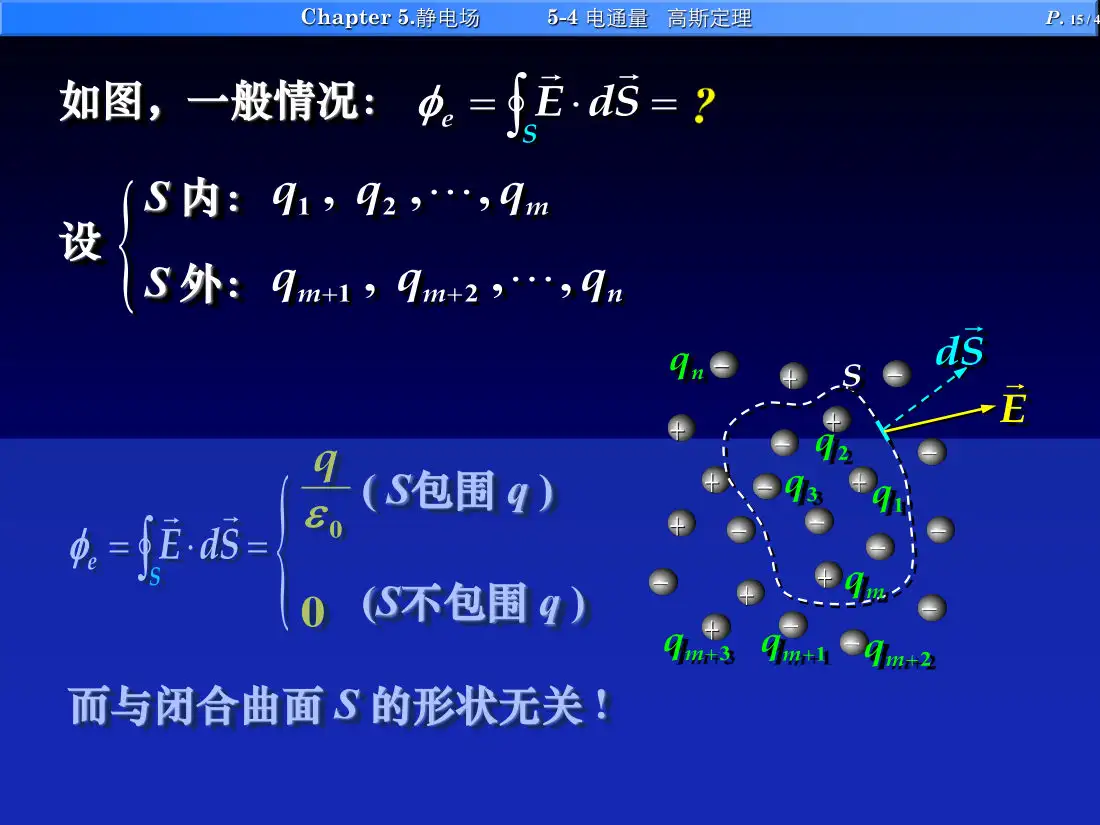 Chapter 5.静电场 5-4 电通量 高斯定理 P. 15 / 4
如图，一般情况： ϕₑ = ∮_S E⃗ · dS⃗ = ?
设
S 内： q₁ , q₂ , ⋯ , qₘ
S 外： qₘ₊₁ , qₘ₊₂ , ⋯ , qₙ
dS⃗
qₙ − + S −
E⃗
+ + −
q₂ −
+ − q₃ + q₁
+ − − −
−
− + + qₘ −
+ − −
qₘ₊₃ qₘ₊₁ qₘ₊₂
ϕₑ = ∮_S E⃗ · dS⃗ =
q/ε₀ ( S包围 q )
0 (S不包围 q )
而与闭合曲面 S 的形状无关！